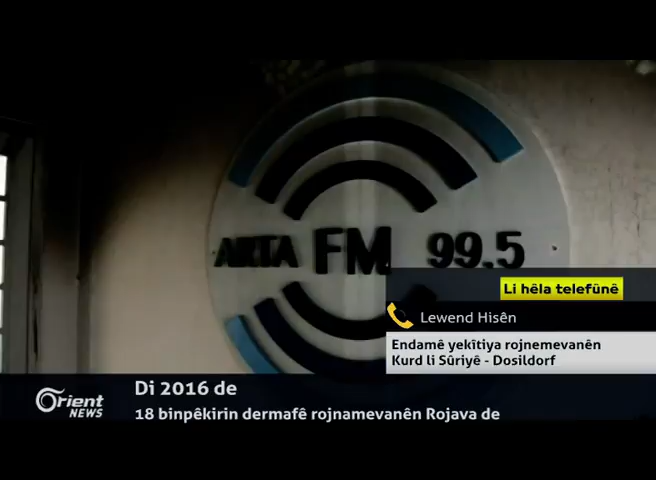 ARTA FM 99.5
Li hêla telefûnê
Lewend Hisên
Endamê yekîtiya rojnemevanên
Kurd li Sûriyê - Dosildorf
Orient
NEWS
Di 2016 de
18 binpêkirin dermafê rojnamevanên Rojava de